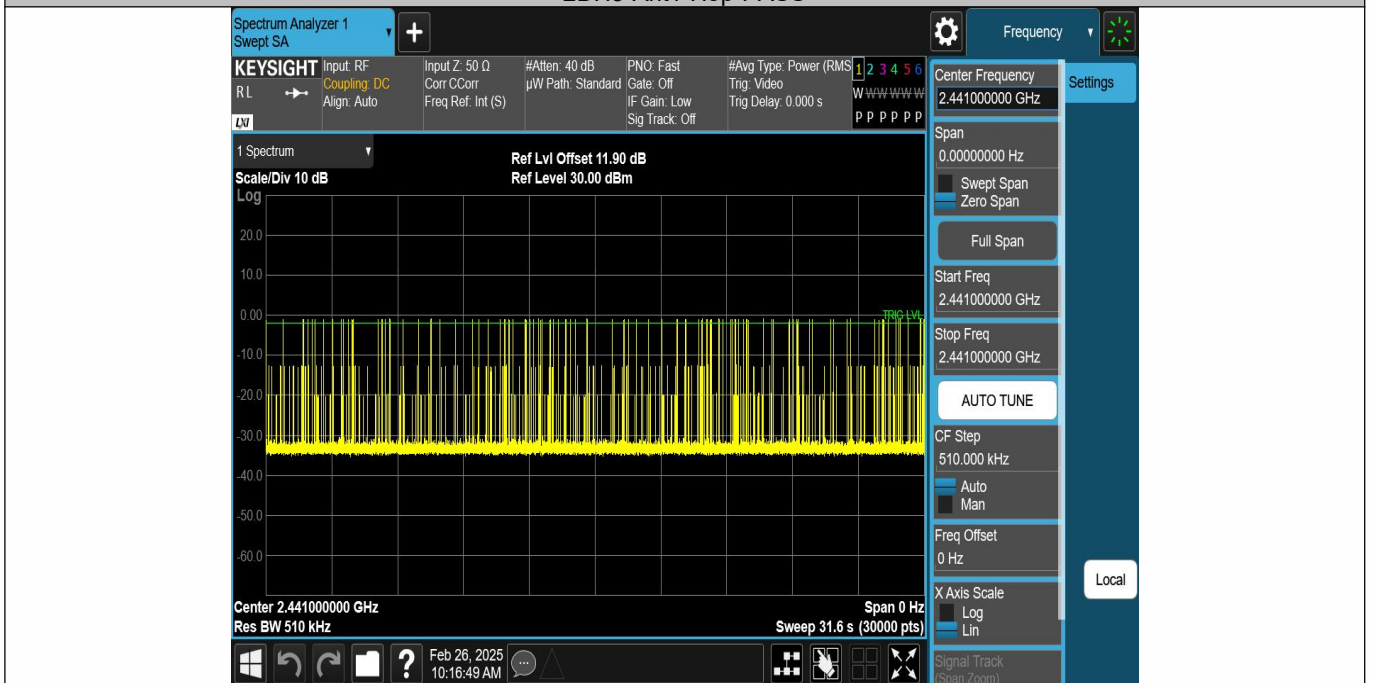 Spectrum Analyzer 1
Swept SA
+
Frequency
KEYSIGHT
RL
LXI
Input: RF
Coupling: DC
Align: Auto
Input Z: 50 Ω
Corr CCorr
Freq Ref: Int (S)
#Atten: 40 dB
µW Path: Standard
PNO: Fast
Gate: Off
IF Gain: Low
Sig Track: Off
#Avg Type: Power (RMS
Trig: Video
Trig Delay: 0.000 s
1 2 3 4 5 6
W W W W W W
P P P P P P
1 Spectrum
Scale/Div 10 dB
Ref Lvl Offset 11.90 dB
Ref Level 30.00 dBm
Log
20.0
10.0
0.00
TRIG LVL
-10.0
-20.0
-30.0
-40.0
-50.0
-60.0
Center 2.441000000 GHz
Span 0 Hz
Res BW 510 kHz
Sweep 31.6 s (30000 pts)
Center Frequency
2.441000000 GHz
Settings
Span
0.00000000 Hz
Swept Span
Zero Span
Full Span
Start Freq
2.441000000 GHz
Stop Freq
2.441000000 GHz
AUTO TUNE
CF Step
510.000 kHz
Auto
Man
Freq Offset
0 Hz
Local
X Axis Scale
Log
Lin
Signal Track
(Span Zoom)
?
Feb 26, 2025
10:16:49 AM